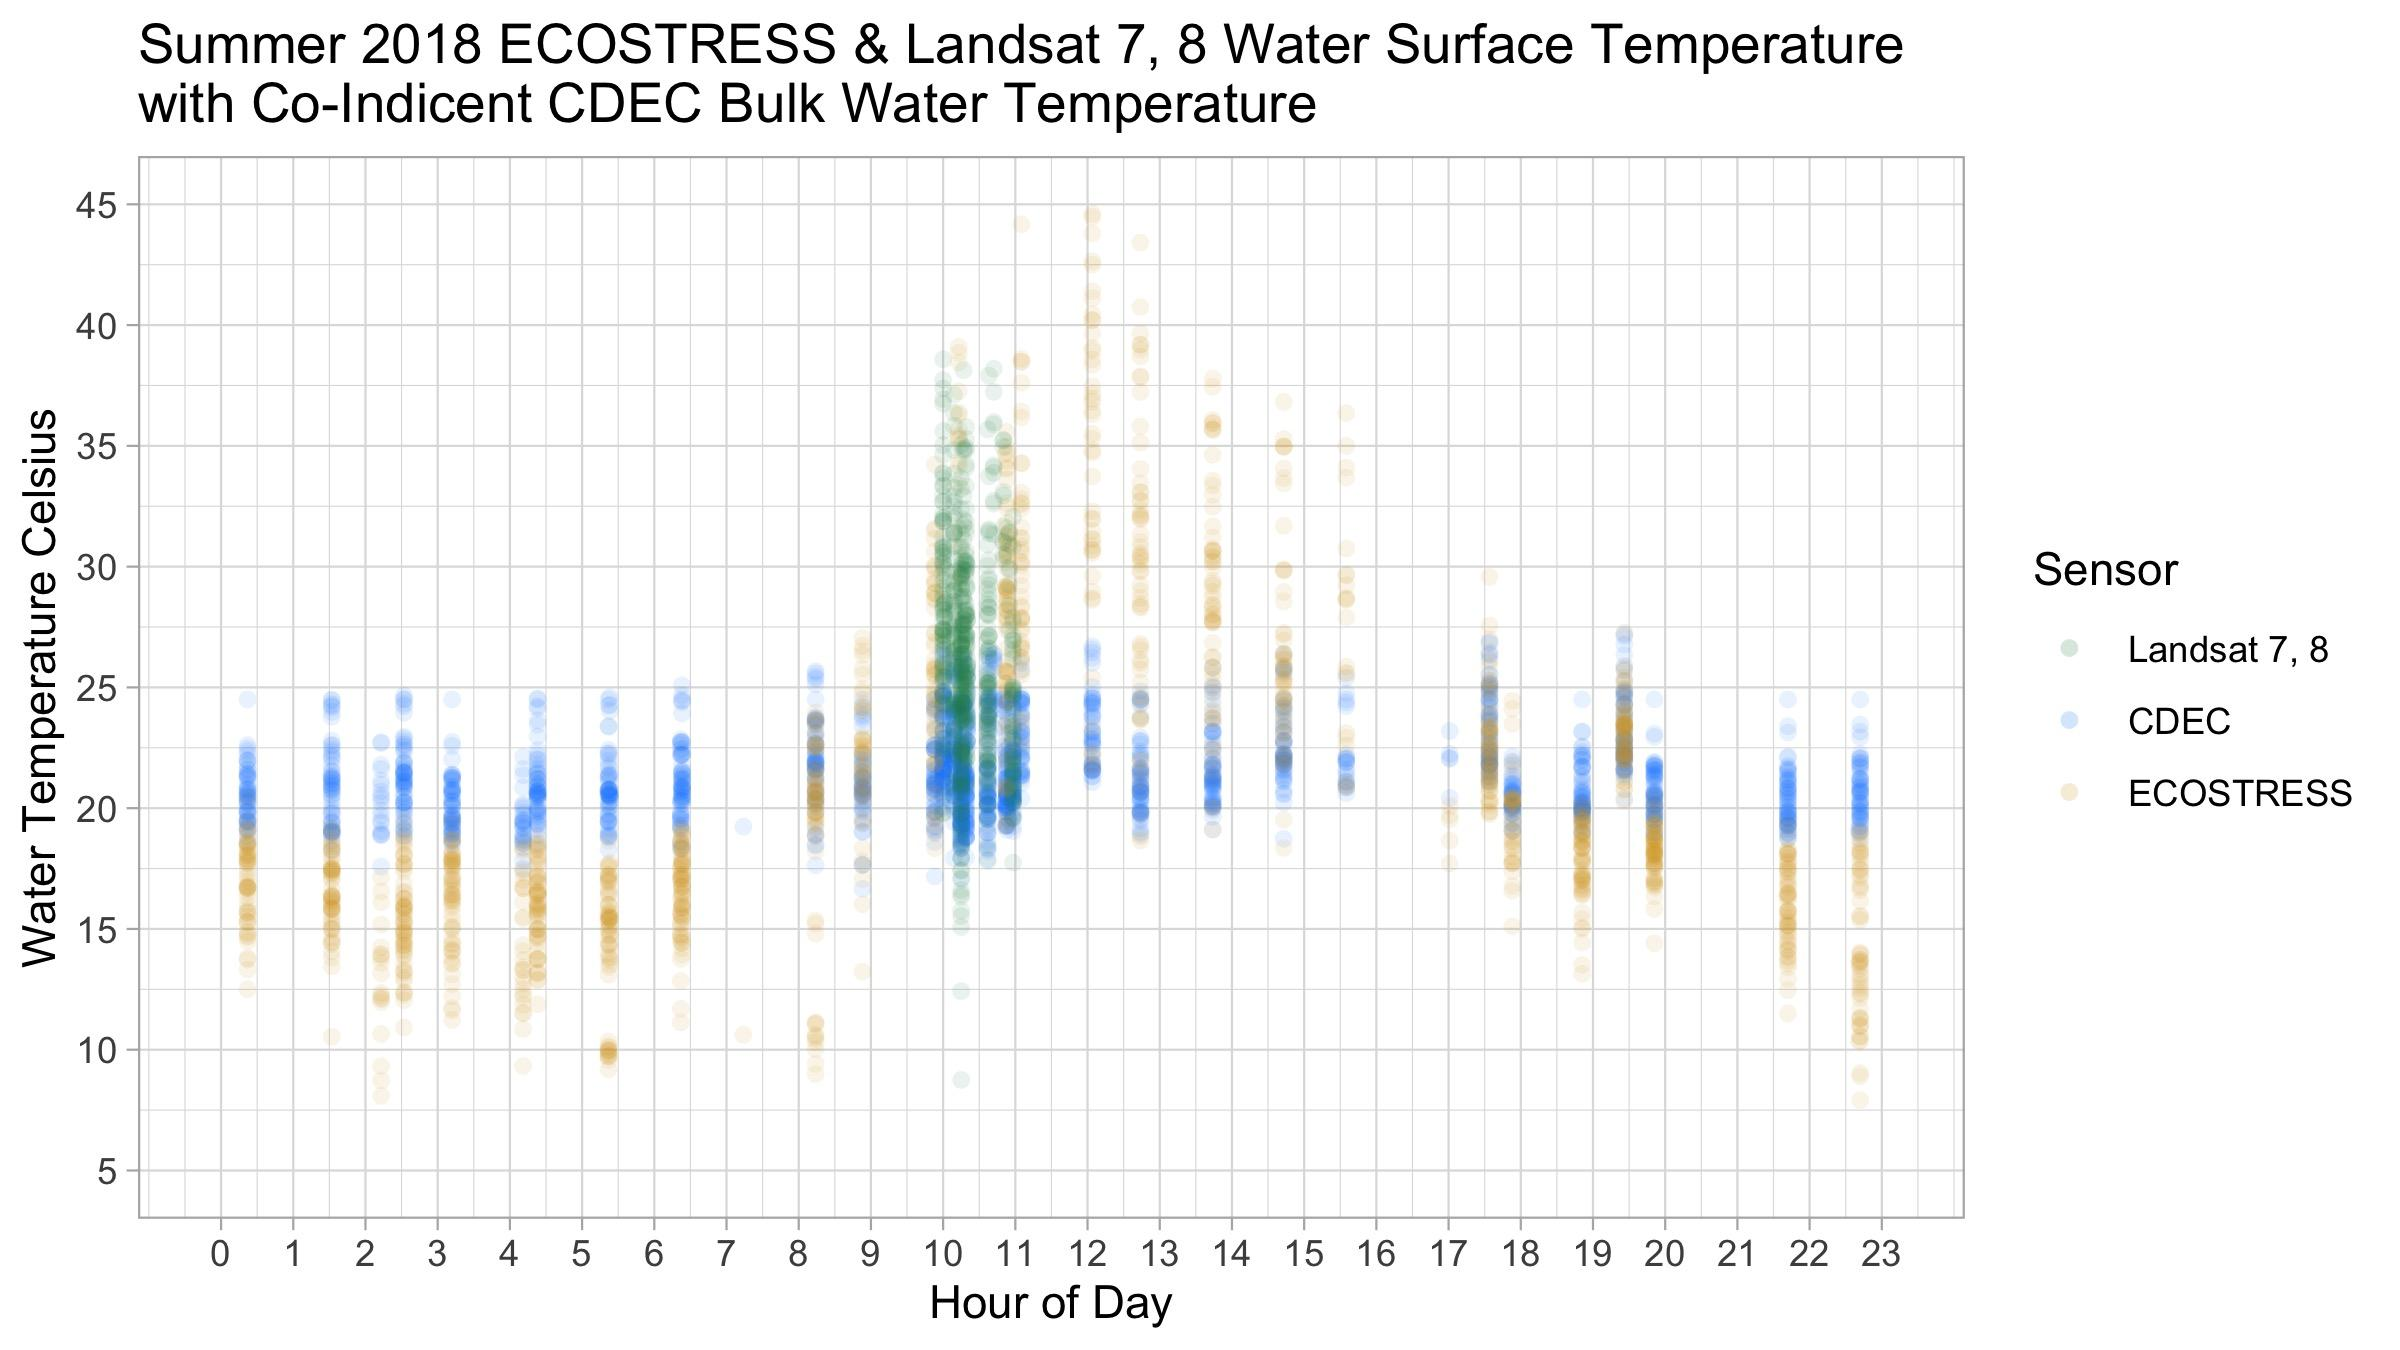 Summer 2018 ECOSTRESS & Landsat 7, 8 Water Surface Temperature
with Co-Indicent CDEC Bulk Water Temperature
Water Temperature Celsius
45
40
35
30
25
20
15
10
5
0 1 2 3 4 5 6 7 8 9 10 11 12 13 14 15 16 17 18 19 20 21 22 23
Hour of Day
Sensor
Landsat 7, 8
CDEC
ECOSTRESS